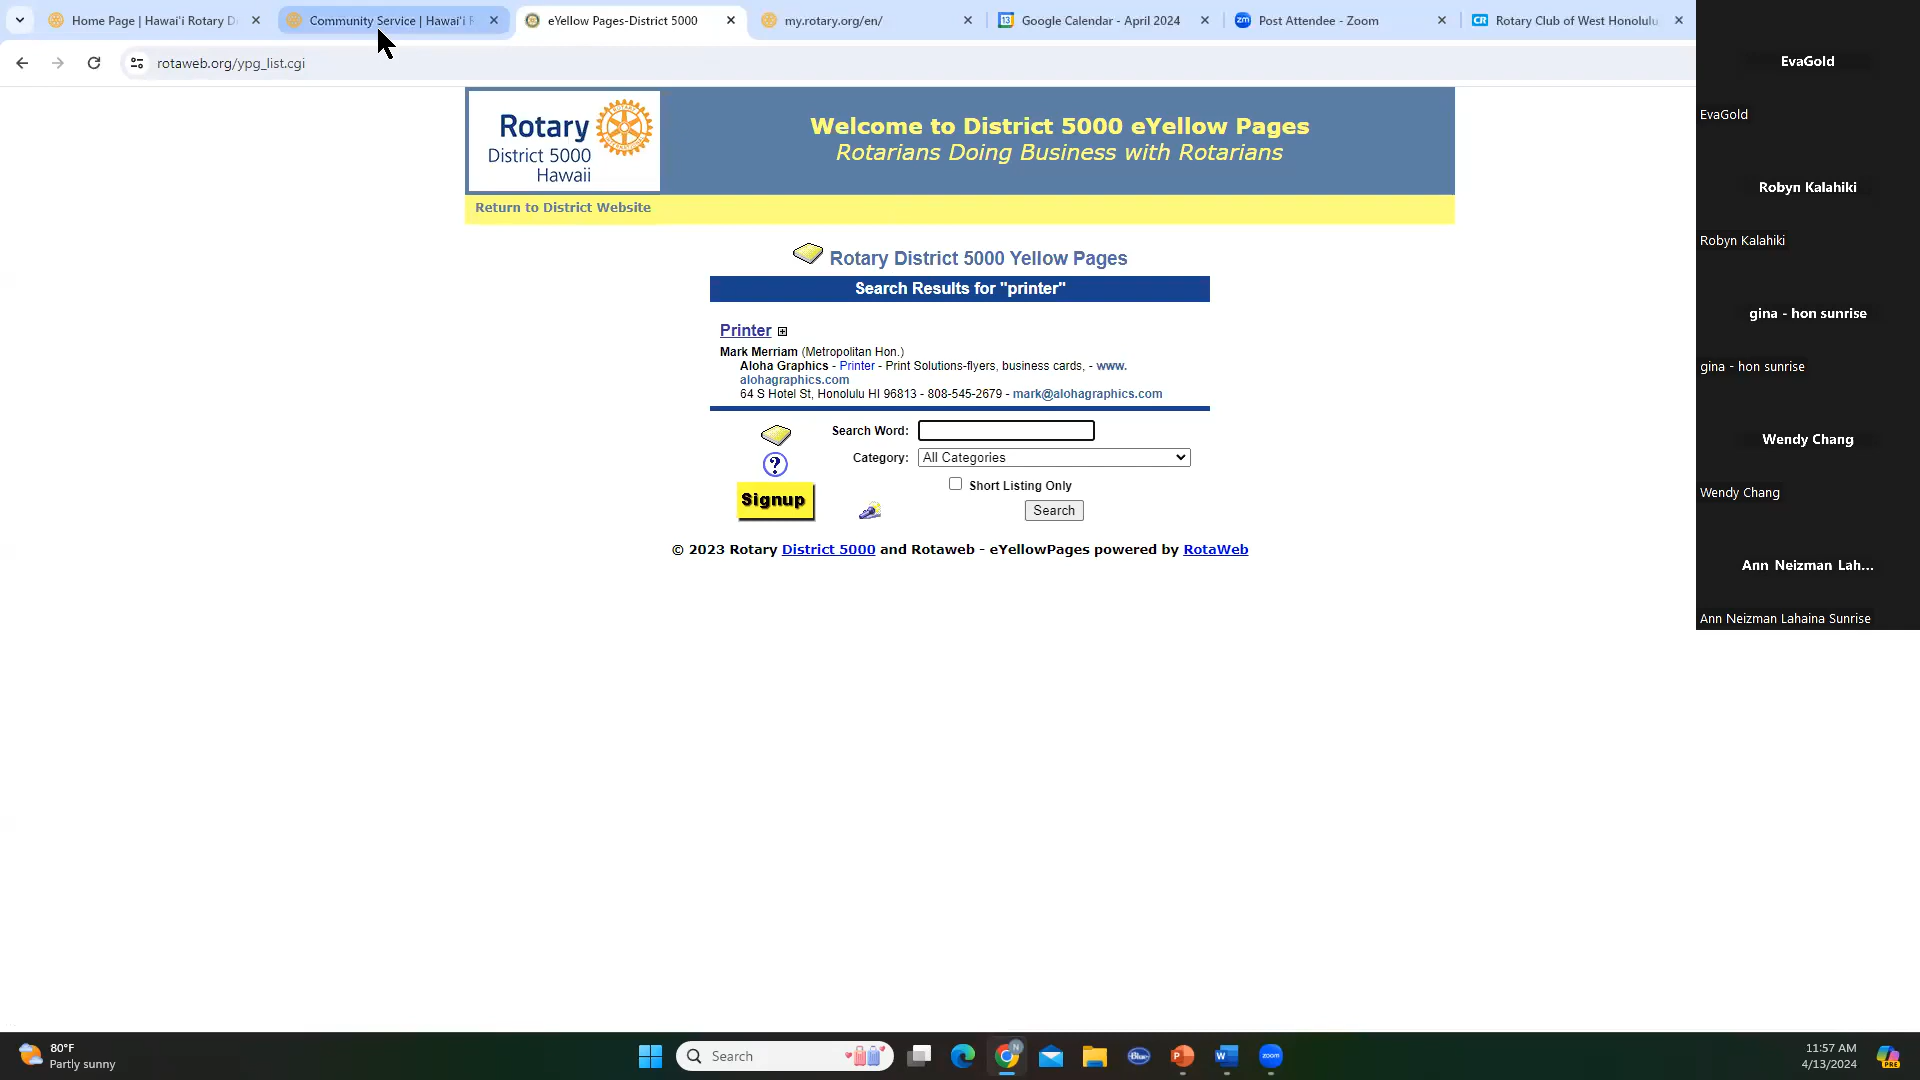 Home Page | Hawai'i Rotary D
Community Service | Hawai'i R
eYellow Pages-District 5000
my.rotary.org/en/
Google Calendar - April 2024
zm Post Attendee - Zoom
CR Rotary Club of West Honolulu
rotaweb.org/ypg_list.cgi
Rotary
District 5000
Hawaii
Welcome to District 5000 eYellow Pages
Rotarians Doing Business with Rotarians
Return to District Website
Rotary District 5000 Yellow Pages
Search Results for "printer"
Printer
Mark Merriam (Metropolitan Hon.)
Aloha Graphics - Printer - Print Solutions-flyers, business cards, - www.
alohagraphics.com
64 S Hotel St, Honolulu HI 96813 - 808-545-2679 - mark@alohagraphics.com
Search Word:
Category: All Categories
Short Listing Only
Signup
Search
© 2023 Rotary District 5000 and Rotaweb - eYellowPages powered by RotaWeb
EvaGold
EvaGold
Robyn Kalahiki
Robyn Kalahiki
gina - hon sunrise
gina - hon sunrise
Wendy Chang
Wendy Chang
Ann Neizman Lah...
Ann Neizman Lahaina Sunrise
80°F
Partly sunny
Search
N
Blue
P
W
zoom
11:57 AM
4/13/2024
PRE